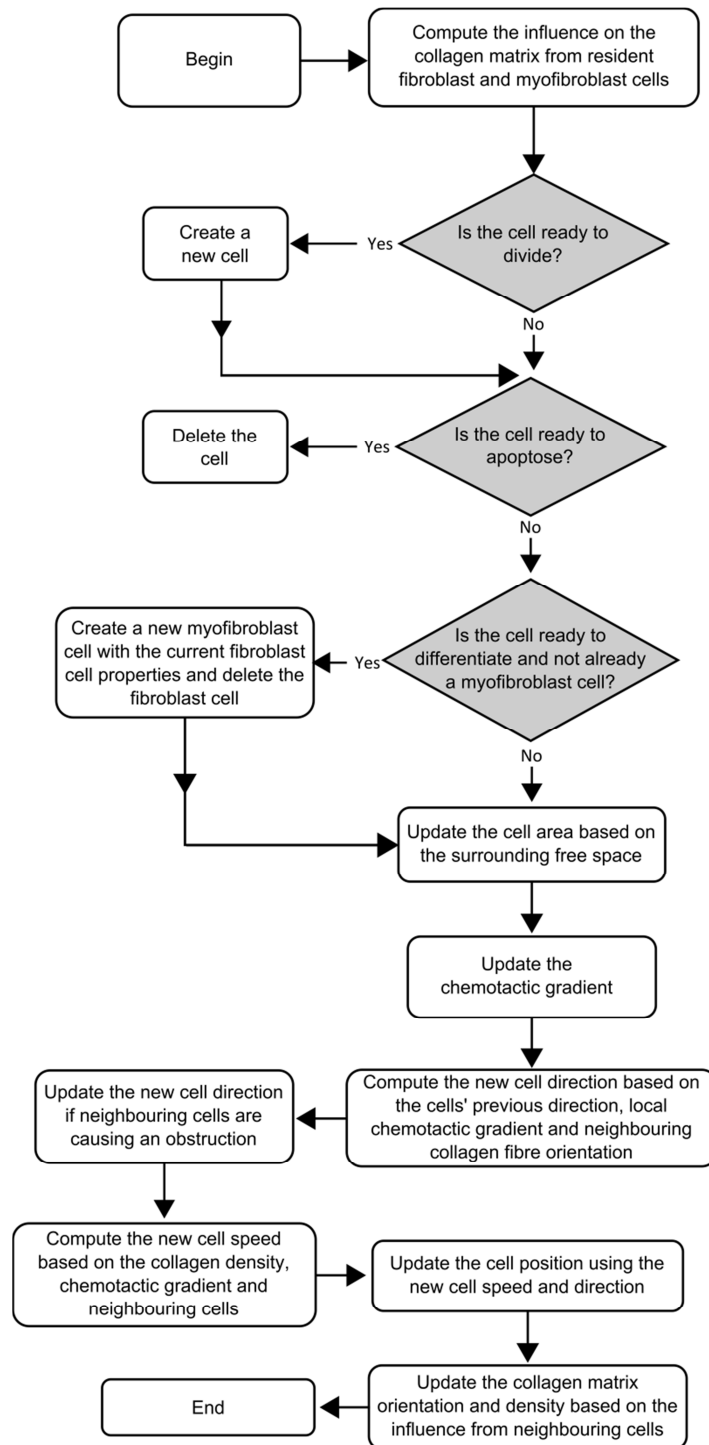 Begin
Compute the influence on the
collagen matrix from resident
fibroblast and myofibroblast cells
Is the cell ready to
divide?
Yes
Create a
new cell
No
Is the cell ready to
apoptose?
Yes
Delete the
cell
No
Is the cell ready to
differentiate and not already
a myofibroblast cell?
Yes
Create a new myofibroblast
cell with the current fibroblast
cell properties and delete the
fibroblast cell
No
Update the cell area based on
the surrounding free space
Update the
chemotactic gradient
Compute the new cell direction based on
the cells' previous direction, local
chemotactic gradient and neighbouring
collagen fibre orientation
Update the new cell direction
if neighbouring cells are
causing an obstruction
Compute the new cell speed
based on the collagen density,
chemotactic gradient and
neighbouring cells
Update the cell position using the
new cell speed and direction
Update the collagen matrix
orientation and density based on the
influence from neighbouring cells
End